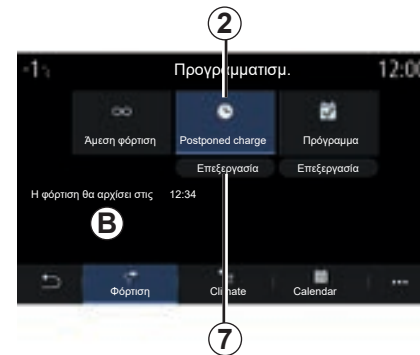 2
-1 Προγραμματισμ. 12:00
Άμεση φόρτιση Postponed charge Πρόγραμμα
Επεξεργασία Επεξεργασία
Η φόρτιση θα αρχίσει στις 12:34
B
Φόρτιση Climate Calendar
7